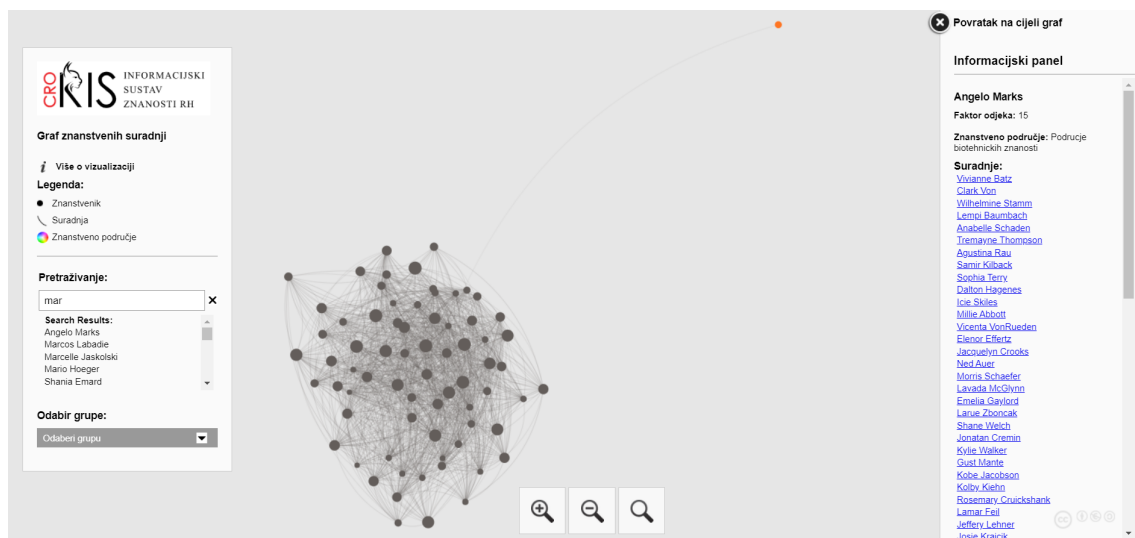 CRO
KIS
INFORMACIJSKI
SUSTAV
ZNANOSTI RH
Graf znanstvenih suradnji
i Više o vizualizaciji
Legenda:
Znanstvenik
Suradnja
Znanstveno područje
Pretraživanje:
mar
Search Results:
Angelo Marks
Marcos Labadie
Marcelle Jaskolski
Mario Hoeger
Shania Emard
Odabir grupe:
Odaberi grupu
Povratak na cijeli graf
Informacijski panel
Angelo Marks
Faktor odjeka: 15
Znanstveno područje: Podrucje
biotehnickih znanosti
Suradnje:
Vivianne Batz
Clark Von
Wilhelmine Stamm
Lempi Baumbach
Anabelle Schaden
Tremayne Thompson
Agustina Rau
Samir Kilback
Sophia Terry
Dalton Hagenes
Icie Skiles
Millie Abbott
Vicenta VonRueden
Elenor Effertz
Jacquelyn Crooks
Ned Auer
Morris Schaefer
Lavada McGlynn
Emelia Gaylord
Larue Zboncak
Shane Welch
Jonatan Cremin
Kylie Walker
Gust Mante
Kobe Jacobson
Kolby Kiehn
Rosemary Cruickshank
Lamar Feil
Jeffery Lehner
Josie Krajcik
cc